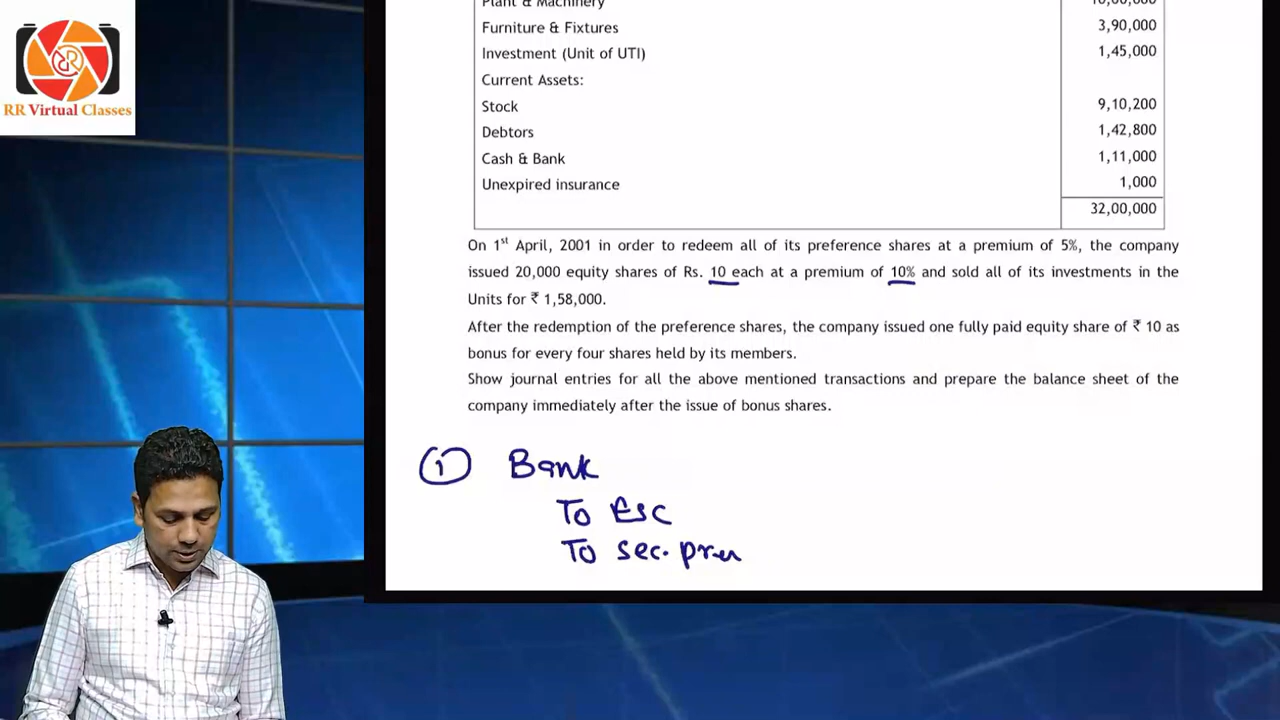 RR Virtual Classes
Plant & Machinery
Furniture & Fixtures 3,90,000
Investment (Unit of UTI) 1,45,000
Current Assets:
Stock 9,10,200
Debtors 1,42,800
Cash & Bank 1,11,000
Unexpired insurance 1,000
32,00,000
On 1st April, 2001 in order to redeem all of its preference shares at a premium of 5%, the company
issued 20,000 equity shares of Rs. 10 each at a premium of 10% and sold all of its investments in the
Units for ₹ 1,58,000.
After the redemption of the preference shares, the company issued one fully paid equity share of ₹ 10 as
bonus for every four shares held by its members.
Show journal entries for all the above mentioned transactions and prepare the balance sheet of the
company immediately after the issue of bonus shares.
① Bank
To ESC
To sec. prem